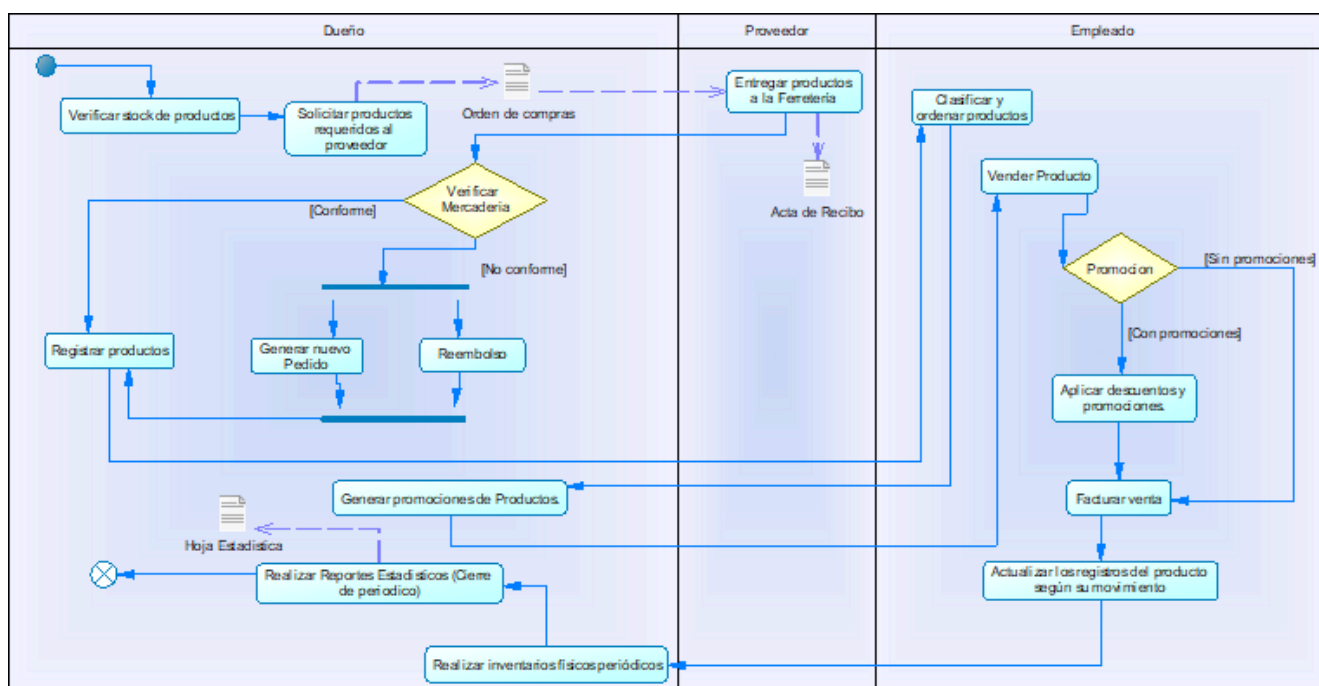 Dueño
Proveedor
Empleado
Verificar stock de productos
Solicitar productos
requeridos al
proveedor
Orden de compras
Entregar productos
a la Ferretería
Clasificar y
ordenar productos
Verificar
Mercaderia
[Conforme]
[No conforme]
Acta de Recibo
Vender Producto
Promocion
[Sin promociones]
[Con promociones]
Registrar productos
Generar nuevo
Pedido
Reembolso
Aplicar descuentos y
promociones.
Generar promociones de Productos.
Facturar venta
Hoja Estadistica
Realizar Reportes Estadisticos (Cierre
de periodico)
Actualizar los registros del producto
según su movimiento
Realizar inventarios físicos periódicos